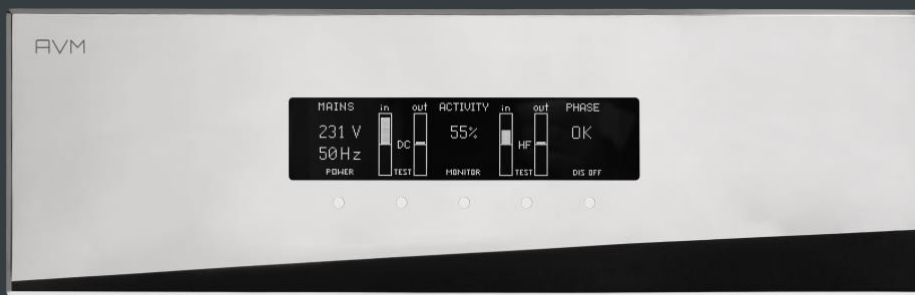 AVM
MAINS in out ACTIVITY in out PHASE
231 V DC 55% HF OK
50Hz
POWER TEST MONITOR TEST DIS OFF